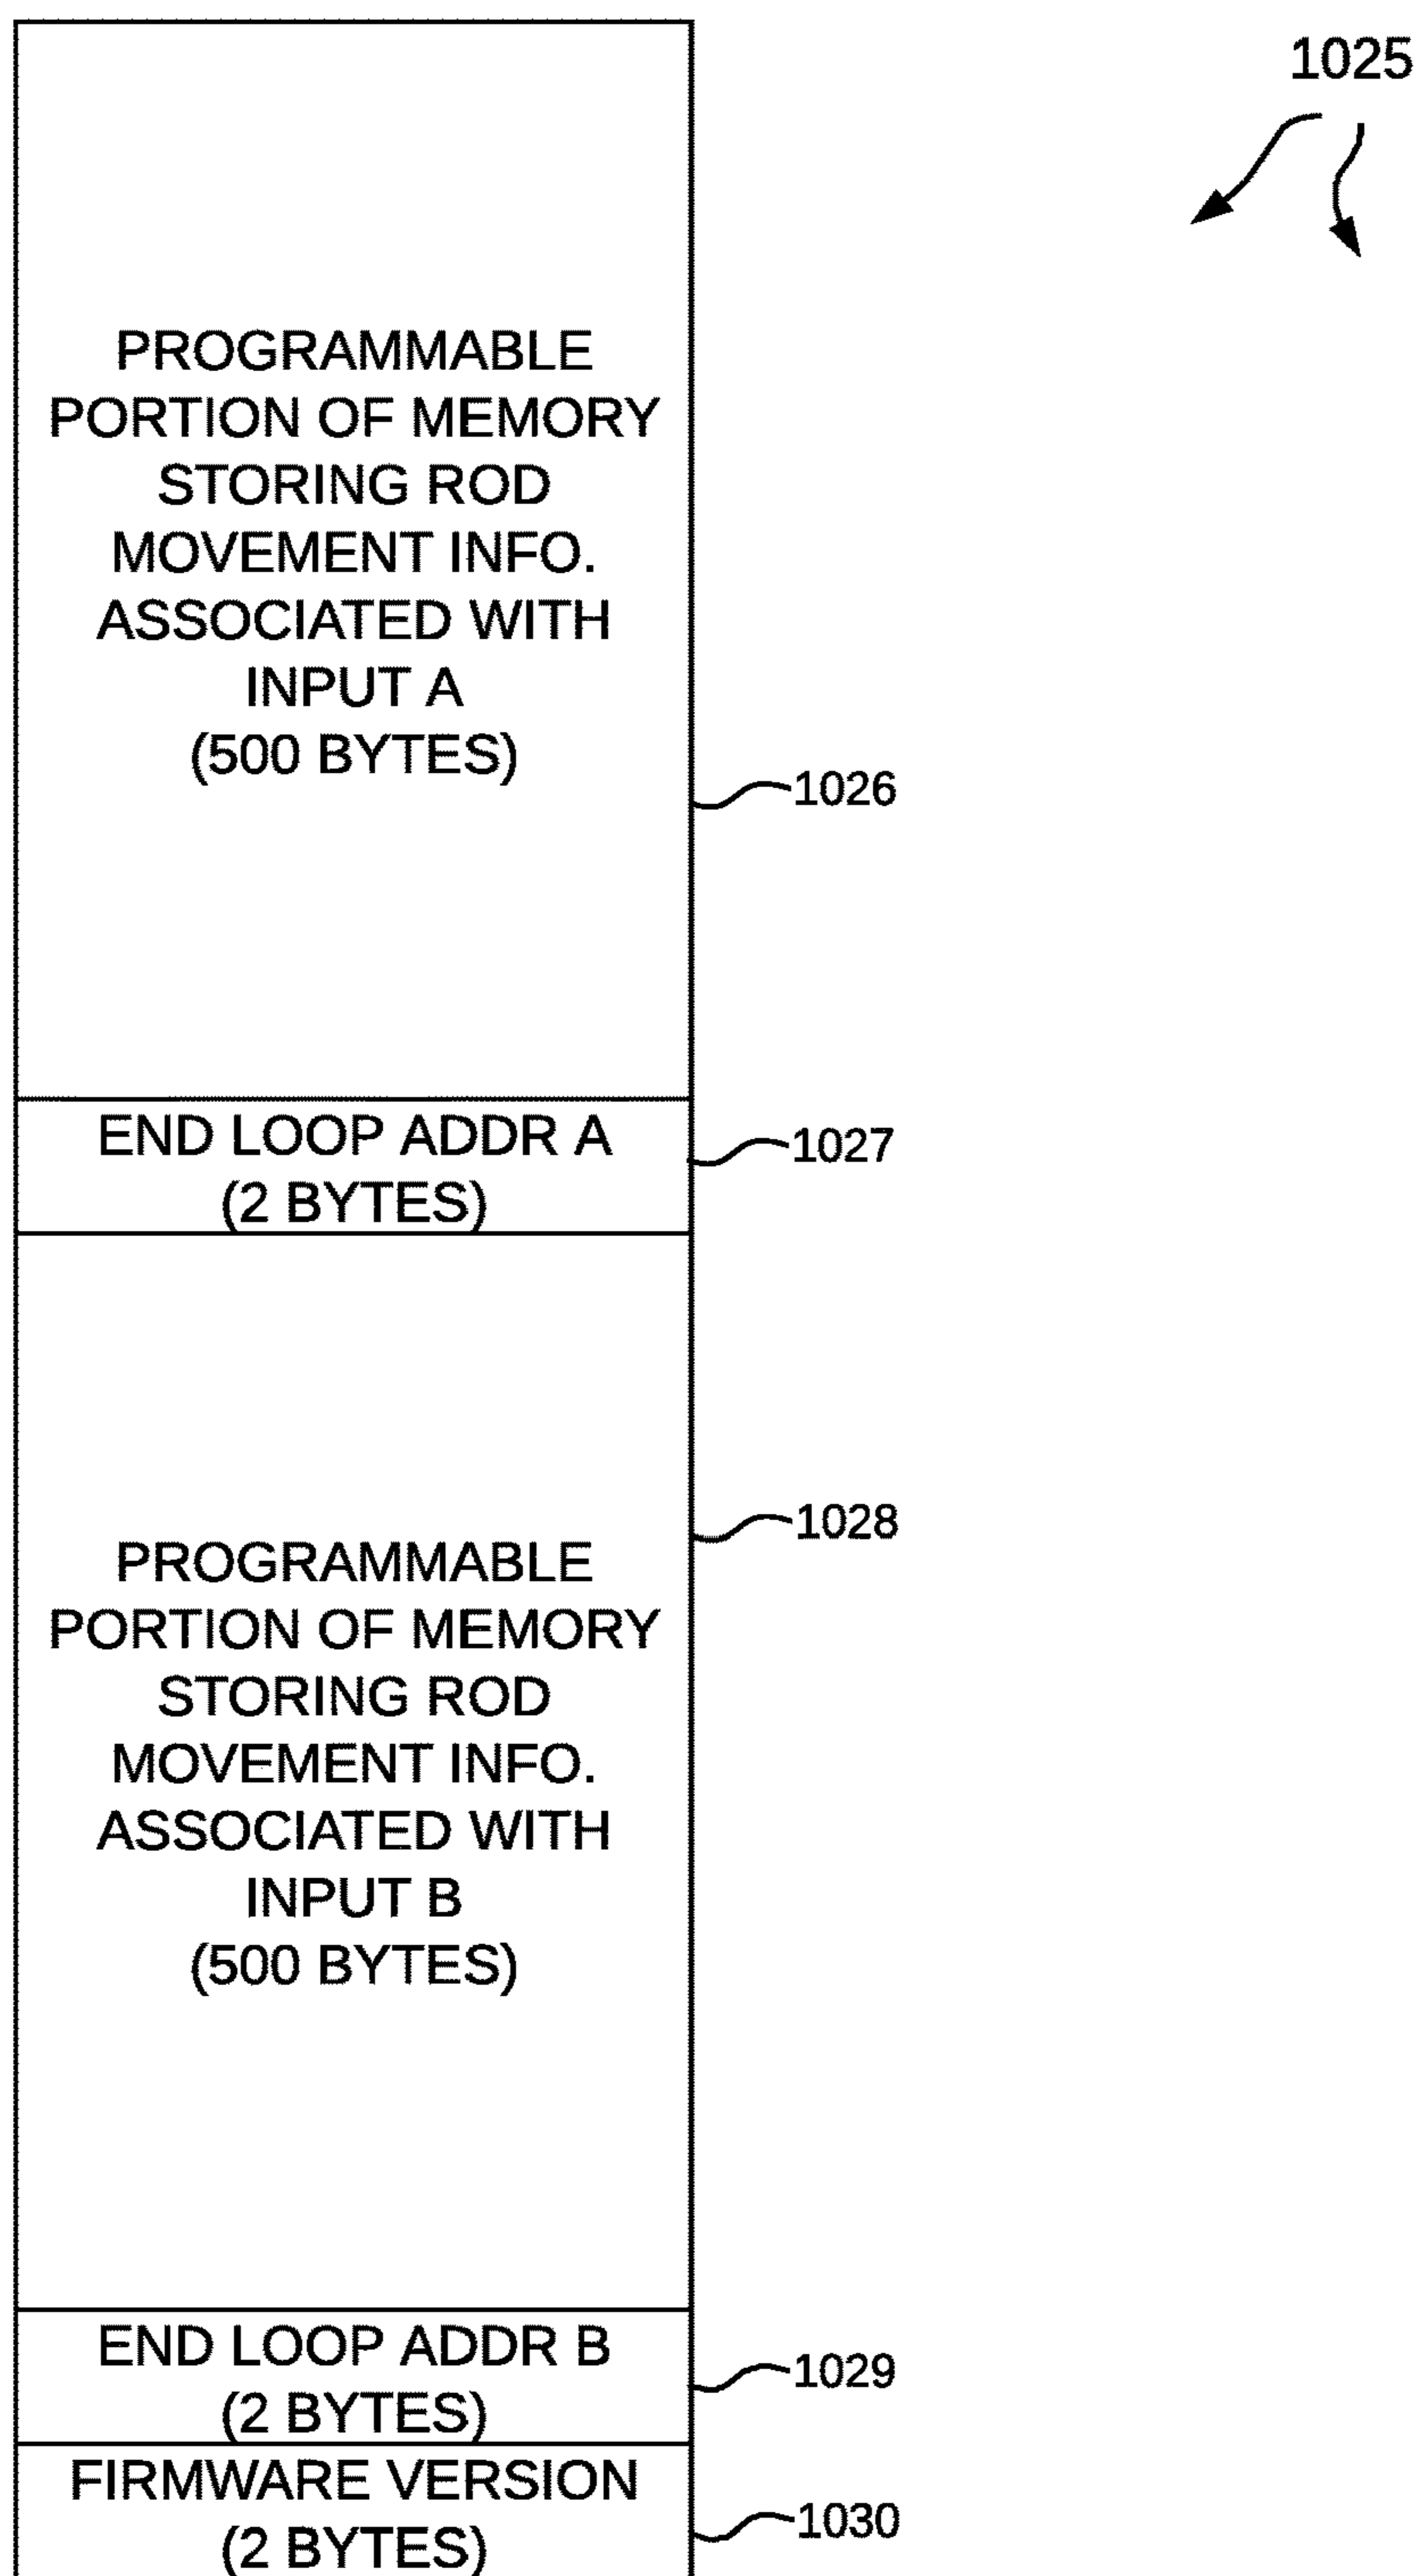 1025
PROGRAMMABLE
PORTION OF MEMORY
STORING ROD
MOVEMENT INFO.
ASSOCIATED WITH
INPUT A
(500 BYTES)
1026
END LOOP ADDR A
(2 BYTES)
1027
1028
PROGRAMMABLE
PORTION OF MEMORY
STORING ROD
MOVEMENT INFO.
ASSOCIATED WITH
INPUT B
(500 BYTES)
END LOOP ADDR B
(2 BYTES)
1029
FIRMWARE VERSION
(2 BYTES)
1030